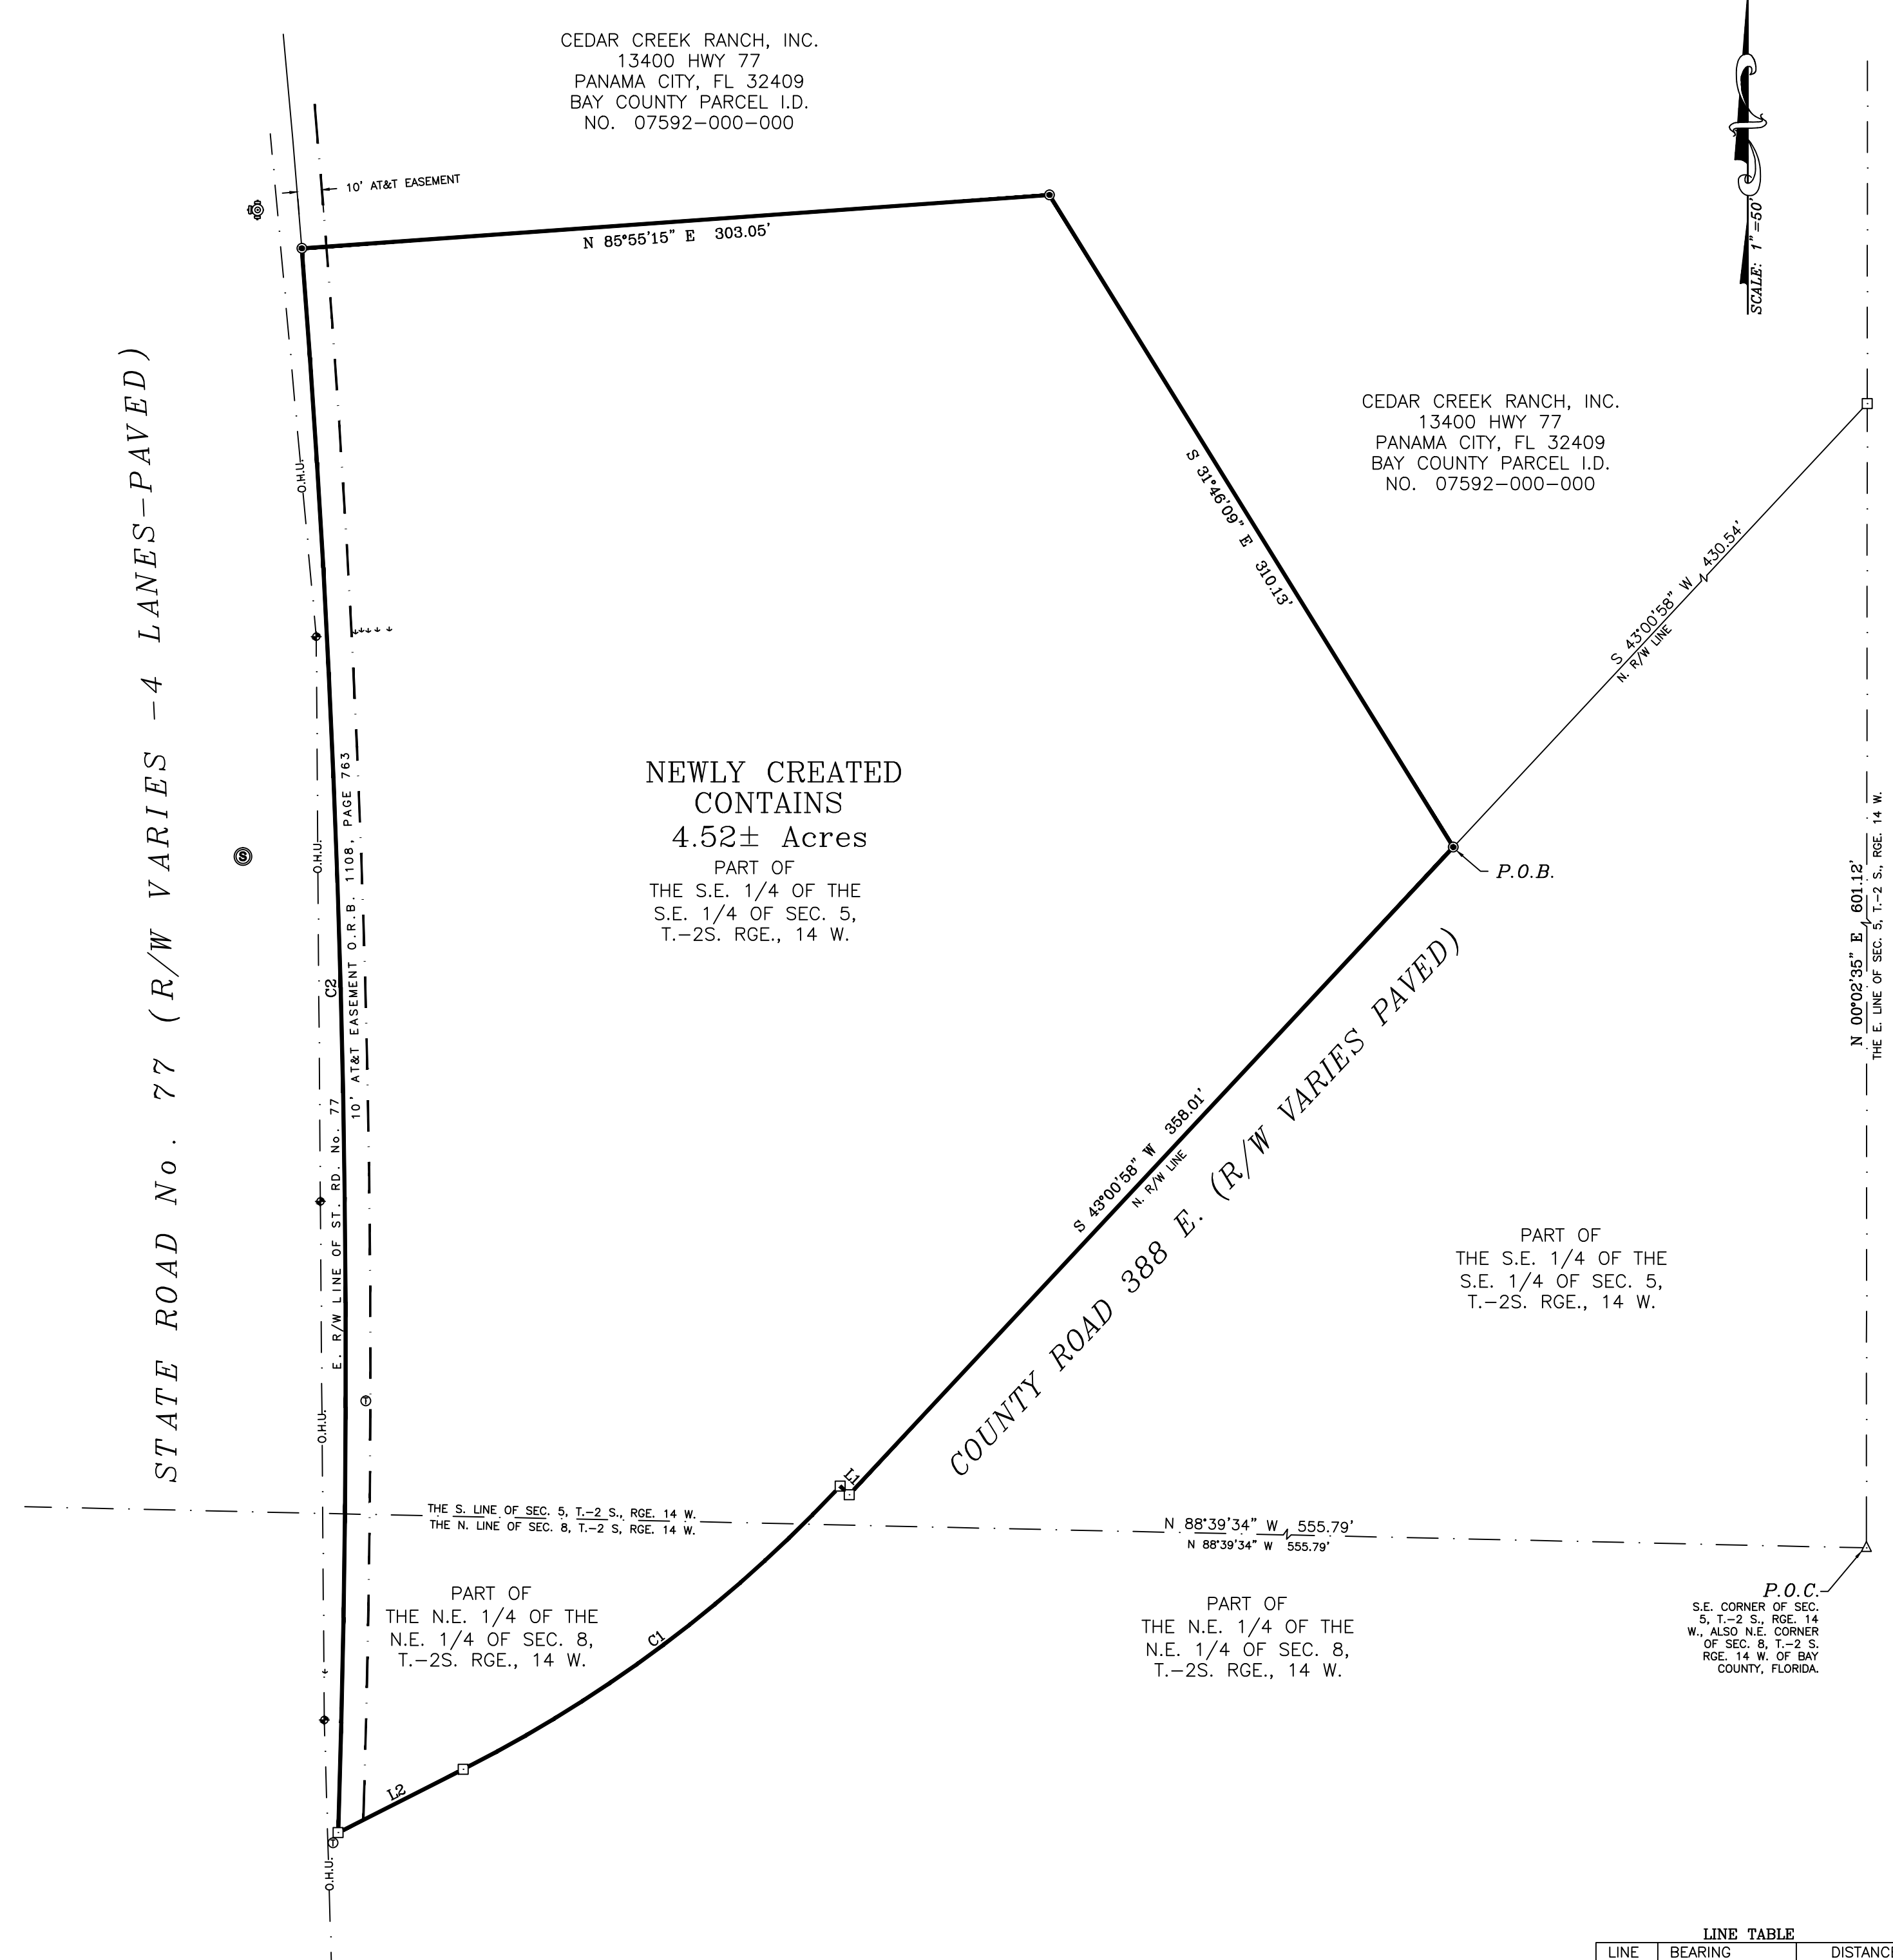 CEDAR CREEK RANCH, INC.
13400 HWY 77
PANAMA CITY, FL 32409
BAY COUNTY PARCEL I.D.
NO. 07592-000-000
10' AT&T EASEMENT
N 85°55'15" E 303.05'
SCALE: 1"=50'
CEDAR CREEK RANCH, INC.
13400 HWY 77
PANAMA CITY, FL 32409
BAY COUNTY PARCEL I.D.
NO. 07592-000-000
S 31°46'09" E 310.13'
S 43°00'58" W 430.54'
N. R/W LINE
STATE ROAD No. 77 (R/W VARIES -4 LANES-PAVED)
O.H.U.
NEWLY CREATED
CONTAINS
4.52± Acres
PART OF
THE S.E. 1/4 OF THE
S.E. 1/4 OF SEC. 5,
T.-2S. RGE., 14 W.
P.O.B.
S
O.H.U.
C2
10' AT&T EASEMENT O.R.B. 1108, PAGE 763
E. R/W LINE OF ST. RD. No. 77
N 00°02'35" E 601.12'
THE E. LINE OF SEC. 5, T.-2 S., RGE. 14 W.
S 43°00'58" W 358.01'
N. R/W LINE
COUNTY ROAD 388 E. (R/W VARIES PAVED)
PART OF
THE S.E. 1/4 OF THE
S.E. 1/4 OF SEC. 5,
T.-2S. RGE., 14 W.
O.H.U.
L1
THE S. LINE OF SEC. 5, T.-2 S., RGE. 14 W.
THE N. LINE OF SEC. 8, T.-2 S, RGE. 14 W.
N 88°39'34" W 555.79'
N 88°39'34" W 555.79'
PART OF
THE N.E. 1/4 OF THE
N.E. 1/4 OF SEC. 8,
T.-2S. RGE., 14 W.
C1
PART OF
THE N.E. 1/4 OF THE
N.E. 1/4 OF SEC. 8,
T.-2S. RGE., 14 W.
P.O.C.
S.E. CORNER OF SEC.
5, T.-2 S., RGE. 14
W., ALSO N.E. CORNER
OF SEC. 8, T.-2 S.
RGE. 14 W. OF BAY
COUNTY, FLORIDA.
L2
O.H.U.
LINE TABLE
LINE BEARING DISTANCE